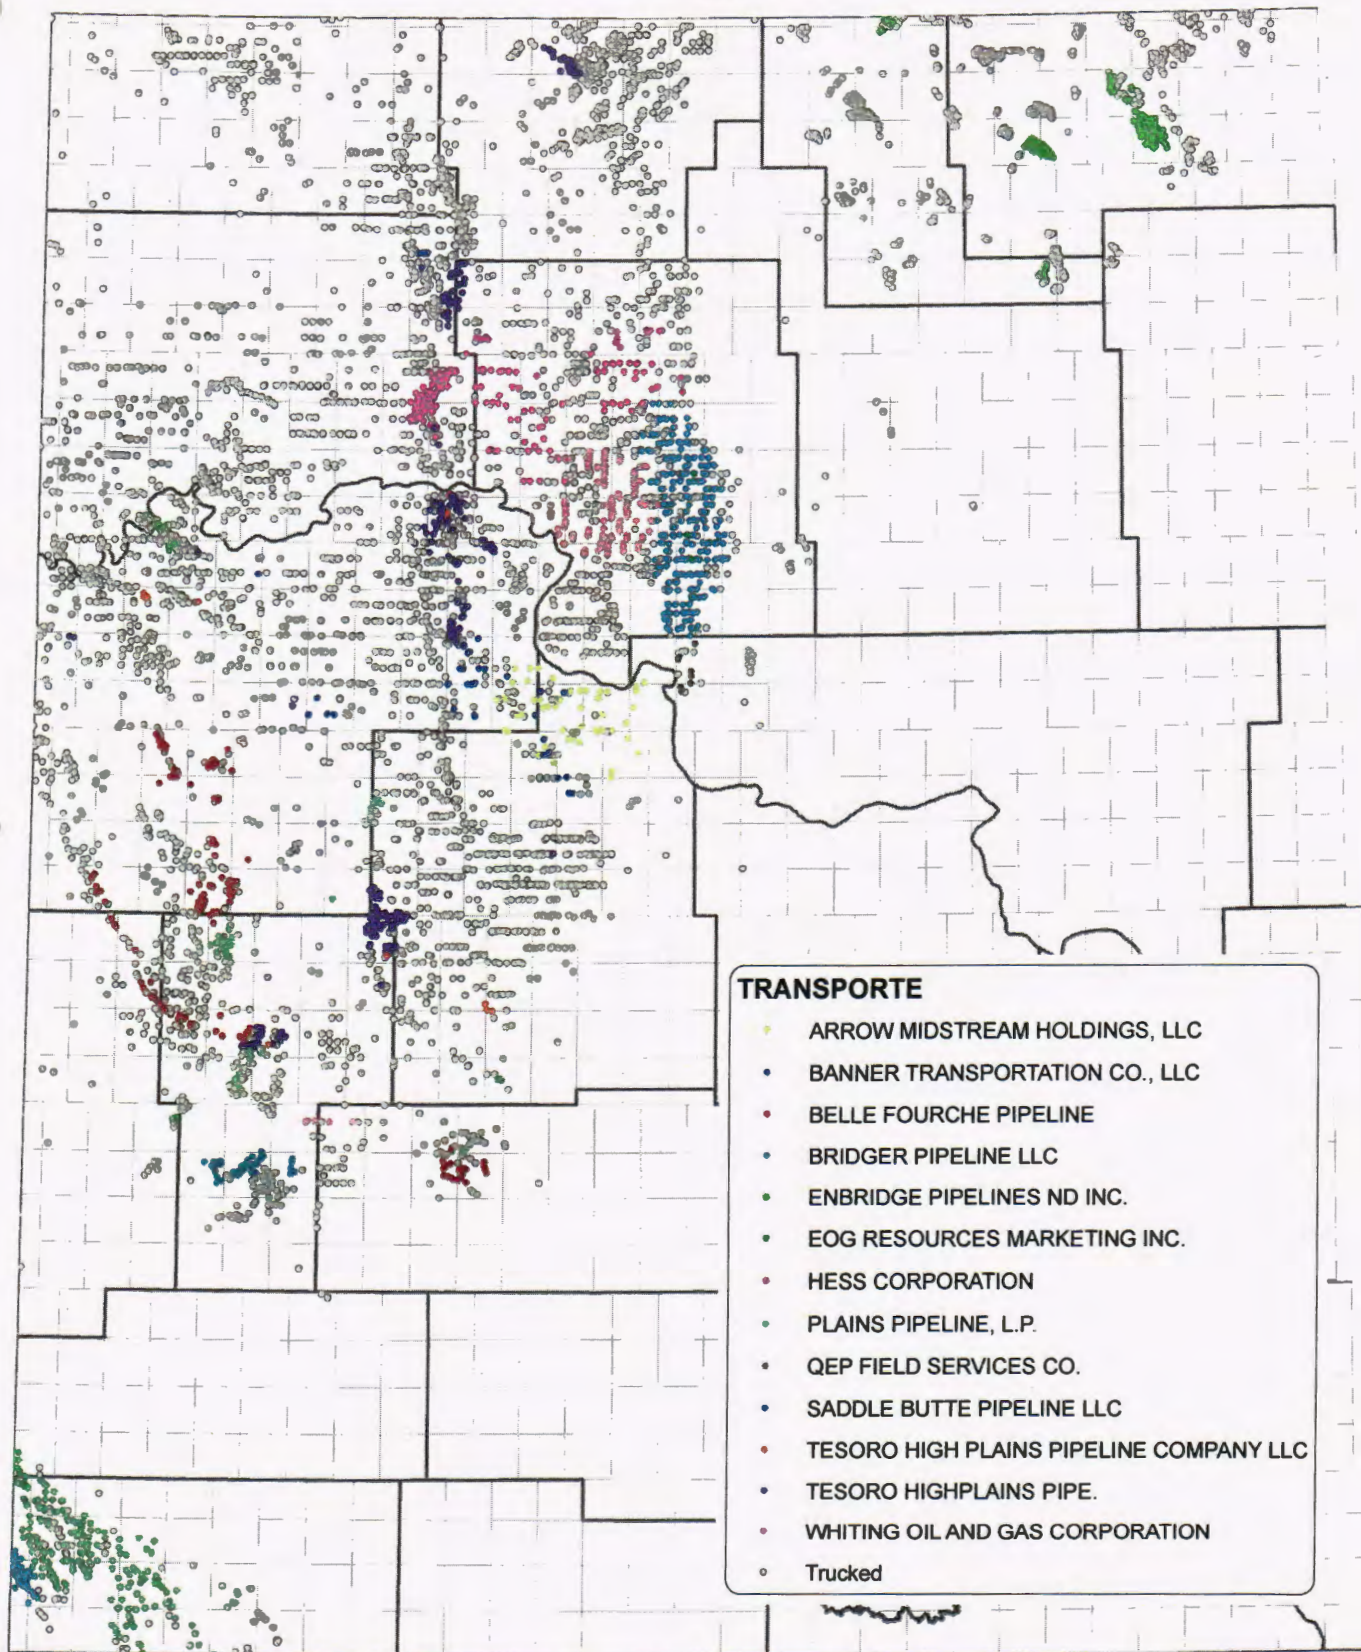 TRANSPORTE
ARROW MIDSTREAM HOLDINGS, LLC
BANNER TRANSPORTATION CO., LLC
BELLE FOURCHE PIPELINE
BRIDGER PIPELINE LLC
ENBRIDGE PIPELINES ND INC.
EOG RESOURCES MARKETING INC.
HESS CORPORATION
PLAINS PIPELINE, L.P.
QEP FIELD SERVICES CO.
SADDLE BUTTE PIPELINE LLC
TESORO HIGH PLAINS PIPELINE COMPANY LLC
TESORO HIGHPLAINS PIPE.
WHITING OIL AND GAS CORPORATION
Trucked